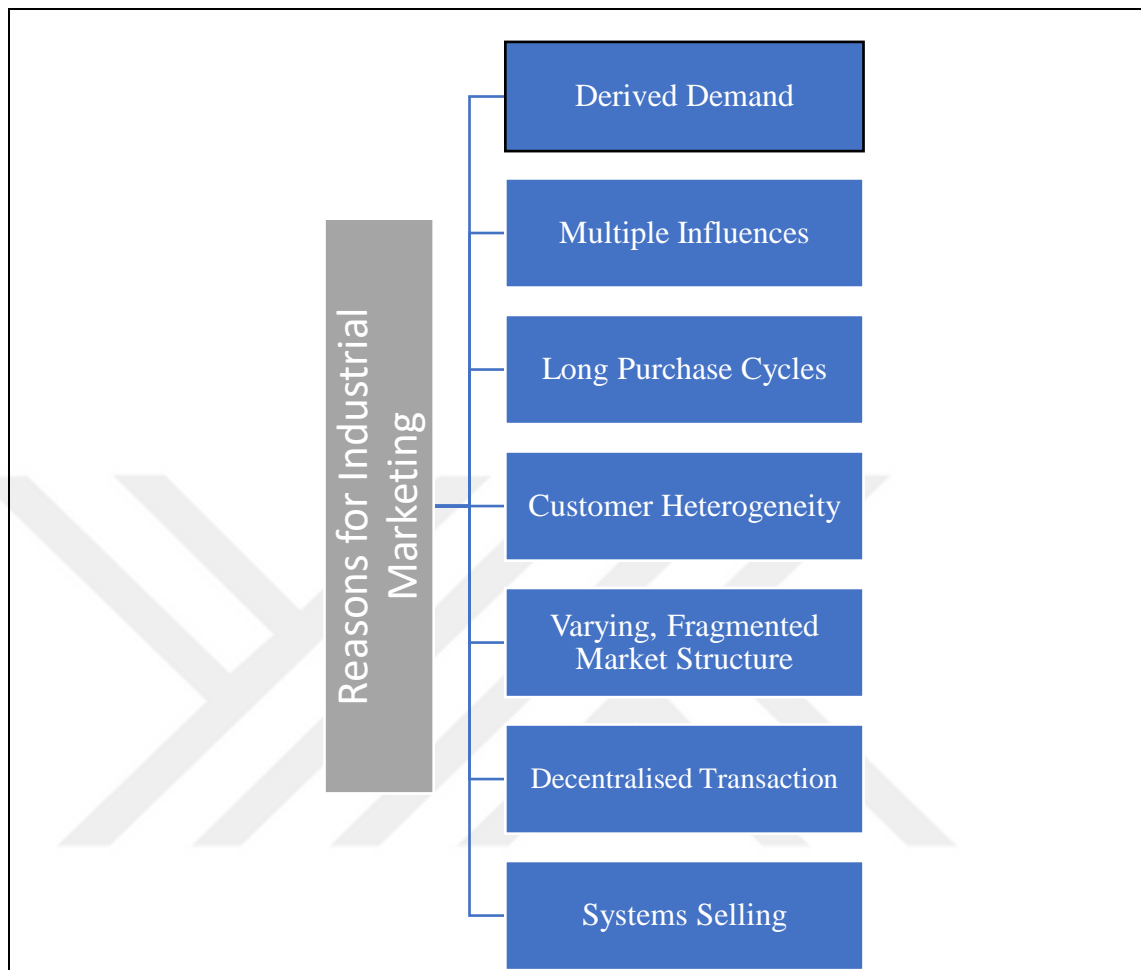 Reasons for Industrial
Marketing
Derived Demand
Multiple Influences
Long Purchase Cycles
Customer Heterogeneity
Varying, Fragmented
Market Structure
Decentralised Transaction
Systems Selling